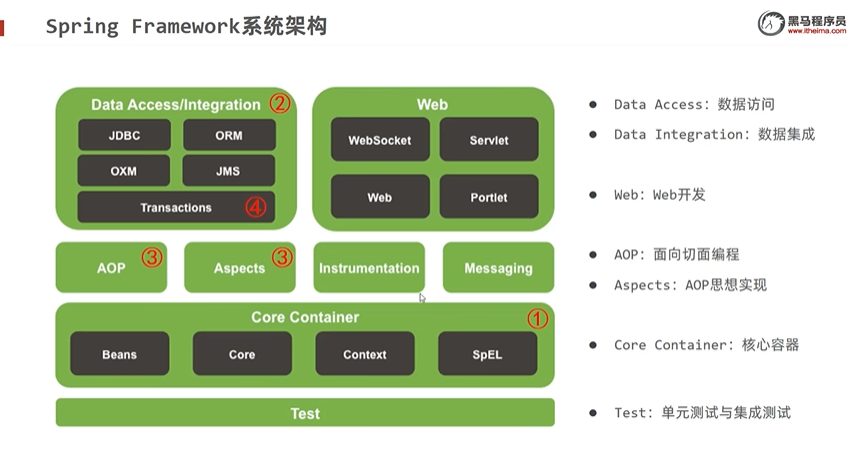 Spring Framework系统架构
黑马程序员
www.itheima.com
Data Access/Integration ②
JDBC
ORM
OXM
JMS
Transactions ④
Web
WebSocket
Servlet
Web
Portlet
AOP ③
Aspects ③
Instrumentation
Messaging
Core Container ①
Beans
Core
Context
SpEL
Test
● Data Access: 数据访问
● Data Integration: 数据集成
● Web: Web开发
● AOP: 面向切面编程
● Aspects: AOP思想实现
● Core Container: 核心容器
● Test: 单元测试与集成测试